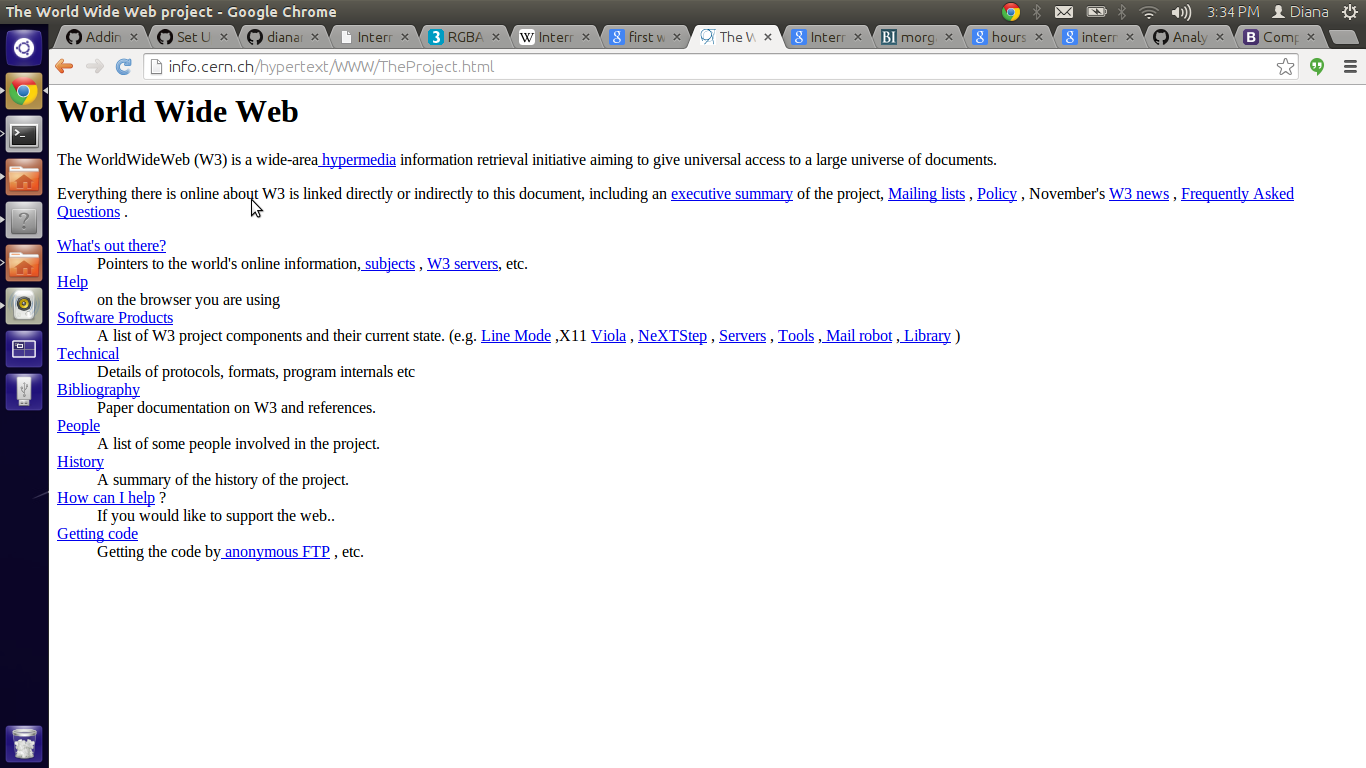 The World Wide Web project - Google Chrome
3:34 PM Diana
Addin
Set U
diana
Intern
RGBA
Intern
first w
The W
Intern
morg
hours
intern
Analy
Comp
info.cern.ch/hypertext/WWW/TheProject.html
World Wide Web
The WorldWideWeb (W3) is a wide-area hypermedia information retrieval initiative aiming to give universal access to a large universe of documents.
Everything there is online about W3 is linked directly or indirectly to this document, including an executive summary of the project, Mailing lists , Policy , November's W3 news , Frequently Asked
Questions .
What's out there?
Pointers to the world's online information, subjects , W3 servers, etc.
Help
on the browser you are using
Software Products
A list of W3 project components and their current state. (e.g. Line Mode ,X11 Viola , NeXTStep , Servers , Tools , Mail robot , Library )
Technical
Details of protocols, formats, program internals etc
Bibliography
Paper documentation on W3 and references.
People
A list of some people involved in the project.
History
A summary of the history of the project.
How can I help ?
If you would like to support the web..
Getting code
Getting the code by anonymous FTP , etc.